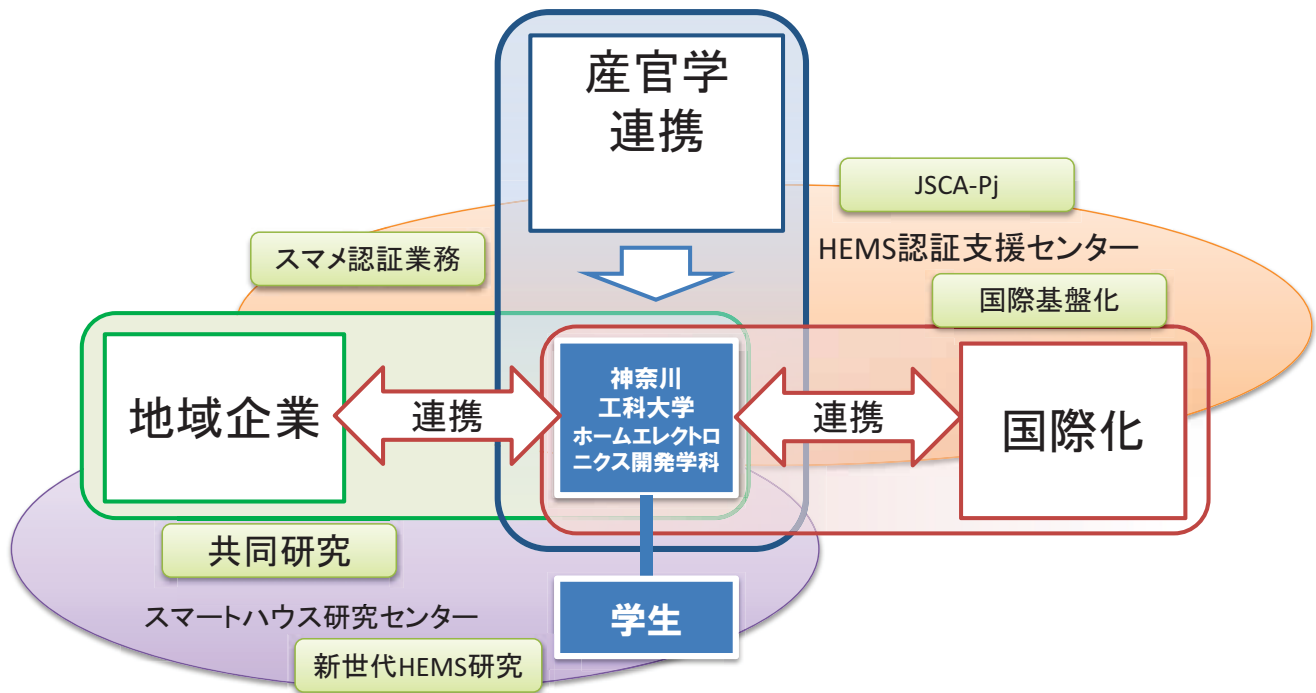 産官学
連携
JSCA-Pj
スマメ認証業務
HEMS認証支援センター
国際基盤化
地域企業
連携
神奈川
工科大学
ホームエレクトロ
ニクス開発学科
連携
国際化
共同研究
スマートハウス研究センター
学生
新世代HEMS研究